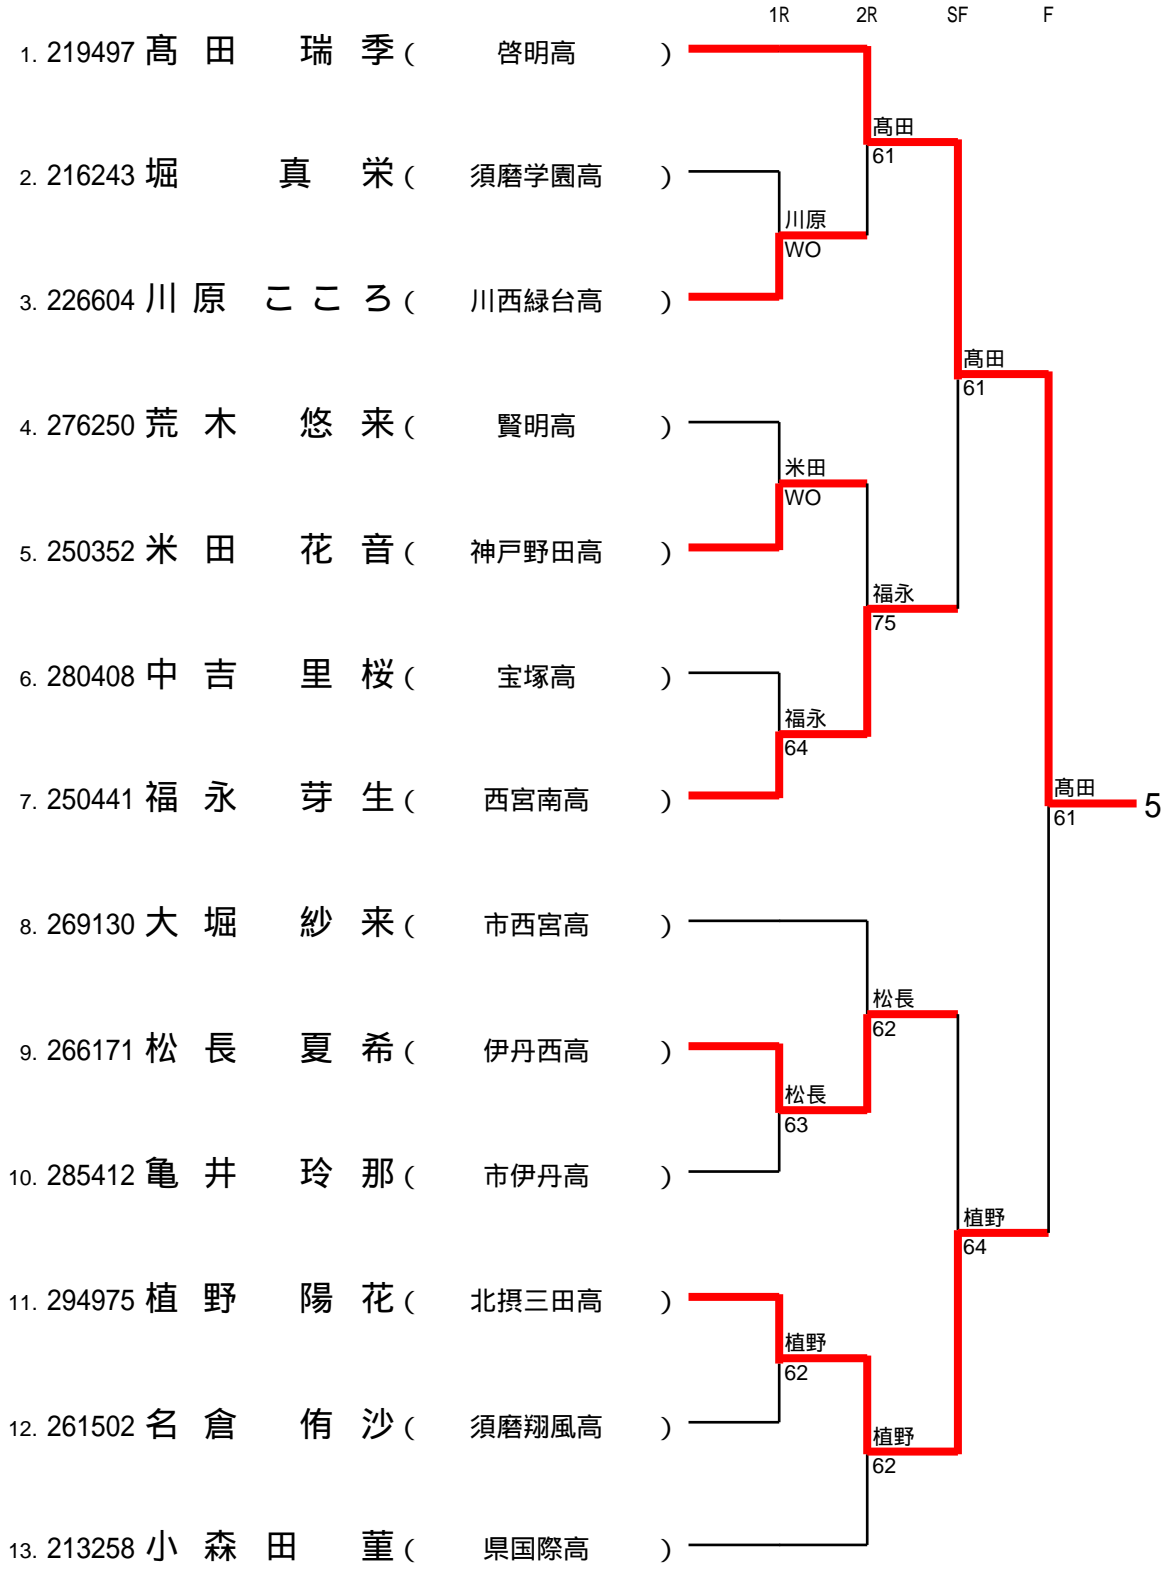 1R 2R SF F
1. 219497 髙田 瑞季 ( 啓明高 )
髙田
61
2. 216243 堀 真栄 ( 須磨学園高 )
川原
WO
3. 226604 川原 こころ ( 川西緑台高 )
髙田
61
4. 276250 荒木 悠来 ( 賢明高 )
米田
WO
5. 250352 米田 花音 ( 神戸野田高 )
福永
75
6. 280408 中吉 里桜 ( 宝塚高 )
福永
64
7. 250441 福永 芽生 ( 西宮南高 )
髙田
61
5
8. 269130 大堀 紗来 ( 市西宮高 )
松長
62
9. 266171 松長 夏希 ( 伊丹西高 )
松長
63
10. 285412 亀井 玲那 ( 市伊丹高 )
植野
64
11. 294975 植野 陽花 ( 北摂三田高 )
植野
62
12. 261502 名倉 侑沙 ( 須磨翔風高 )
植野
62
13. 213258 小森田 菫 ( 県国際高 )